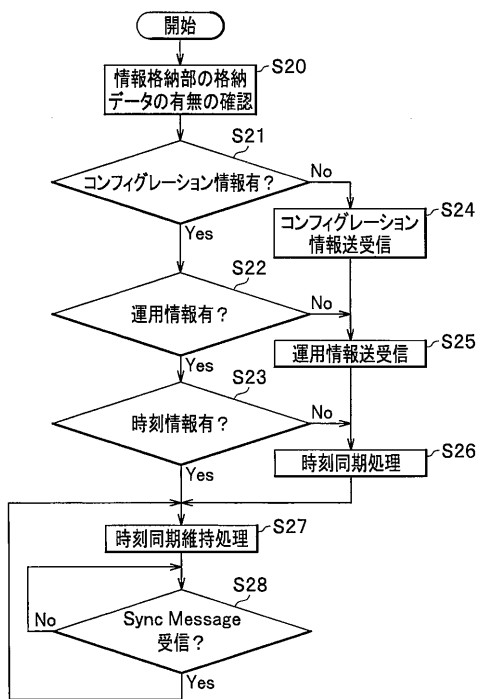 開始
S20
情報格納部の格納
データの有無の確認
S21
コンフィグレーション情報有？
No
Yes
S24
コンフィグレーション
情報送受信
S22
運用情報有？
No
Yes
S25
運用情報送受信
S23
時刻情報有？
No
Yes
S26
時刻同期処理
S27
時刻同期維持処理
S28
Sync Message
受信？
No
Yes